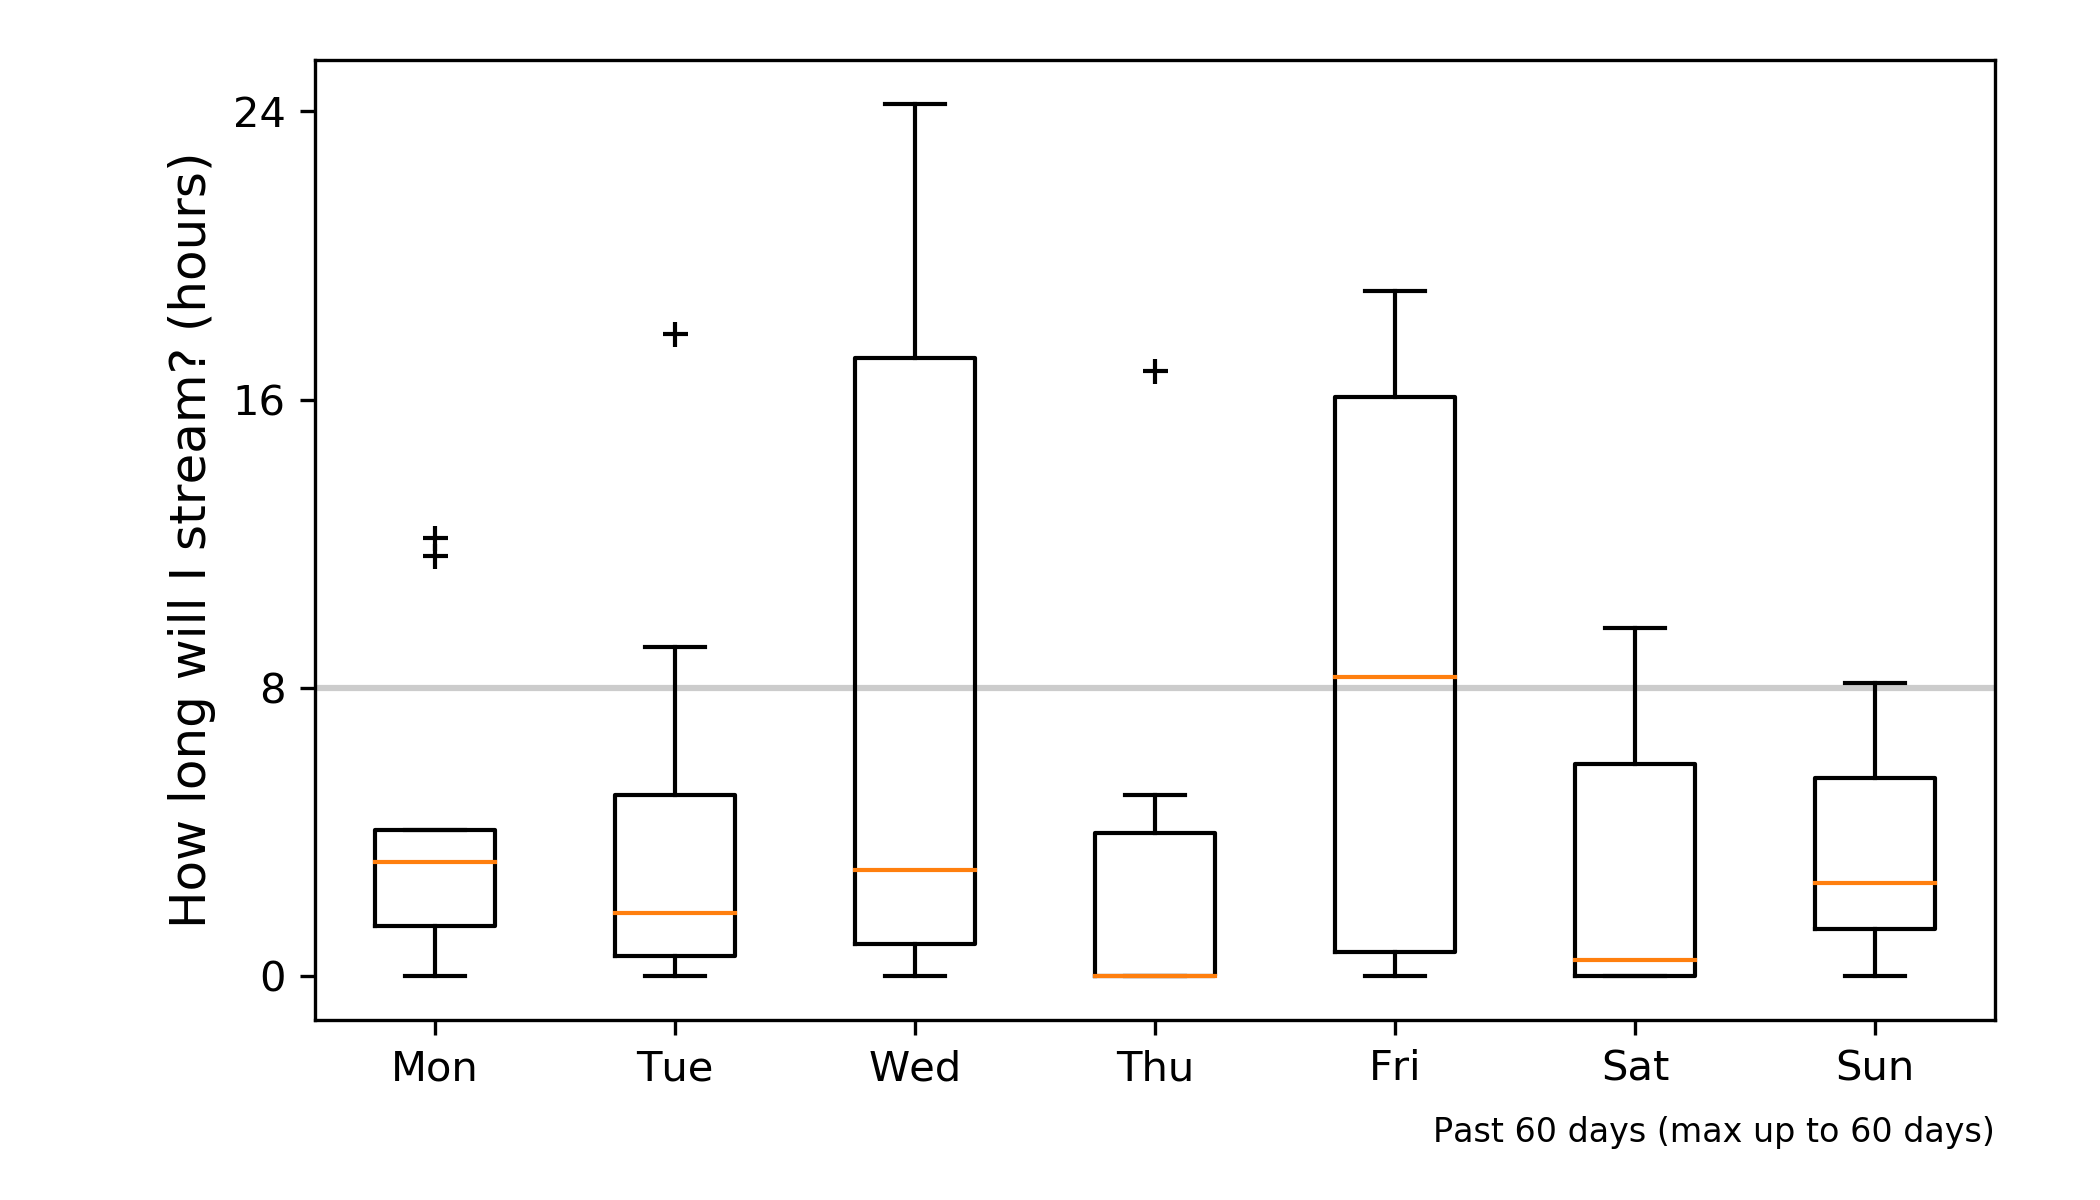 How long will I stream? (hours)
24
16
8
0
Mon Tue Wed Thu Fri Sat Sun
Past 60 days (max up to 60 days)